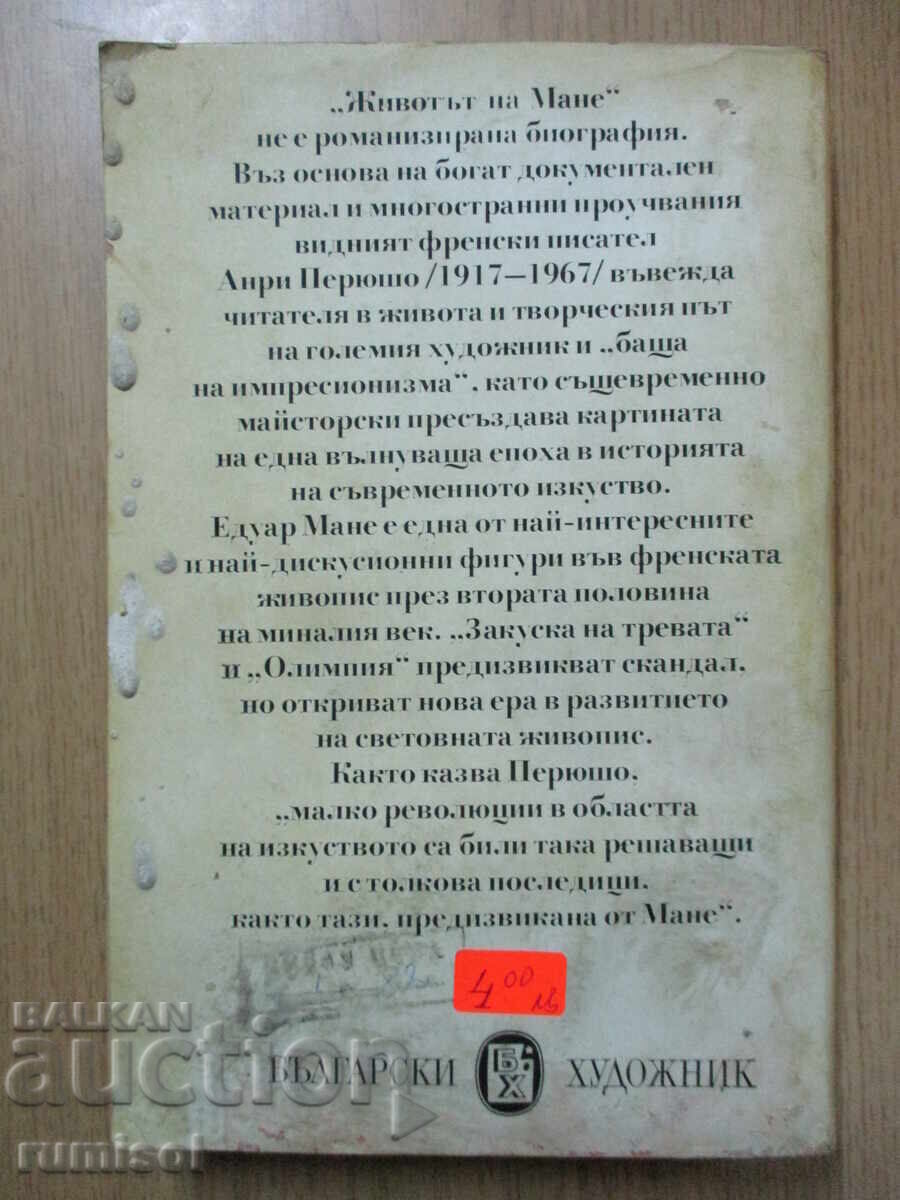 „Животът на Мане“
не е романизирана биография.
Въз основа на богат документален
материал и многостранни проучвания
видният френски писател
Анри Перюшо /1917—1967/ въвежда
читателя в живота и творческия път
на големия художник и „баща
на импресионизма“, като същевременно
майсторски пресъздава картината
на една вълнуваща епоха в историята
на съвременното изкуство.
Едуар Мане е една от най-интересните
и най-дискусионни фигури във френската
живопис през втората половина
на миналия век. „Закуска на тревата“
и „Олимпия“ предизвикват скандал,
но откриват нова ера в развитието
на световната живопис.
Както казва Перюшо,
„малко революции в областта
на изкуството са били така решаващи
и с толкова последици,
както тази, предизвикана от Мане“.
4 00 лв
БЪЛГАРСКИ БХ ХУДОЖНИК
BALKAN
auction
rumisol